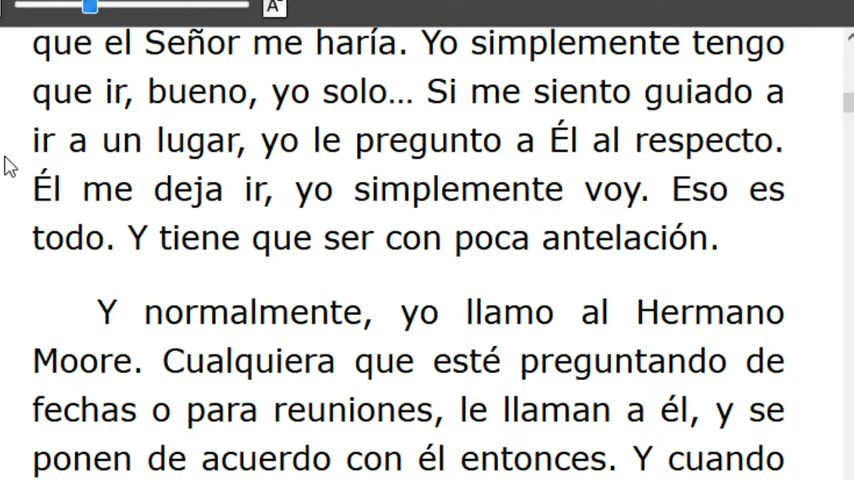 A
que el Señor me haría. Yo simplemente tengo
que ir, bueno, yo solo... Si me siento guiado a
ir a un lugar, yo le pregunto a Él al respecto.
Él me deja ir, yo simplemente voy. Eso es
todo. Y tiene que ser con poca antelación.
Y normalmente, yo llamo al Hermano
Moore. Cualquiera que esté preguntando de
fechas o para reuniones, le llaman a él, y se
ponen de acuerdo con él entonces. Y cuando